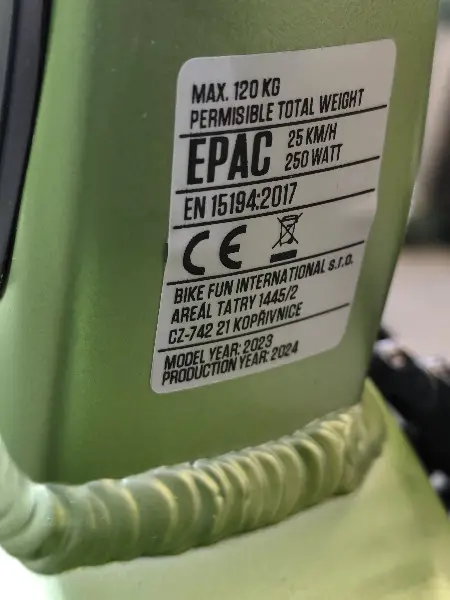 MAX. 120 KG
PERMISIBLE TOTAL WEIGHT
EPAC 25 KM/H
250 WATT
EN 15194:2017
CE
BIKE FUN INTERNATIONAL s.r.o.
AREÁL TATRY 1445/2
CZ-742 21 KOPŘIVNICE
MODEL YEAR: 2023
PRODUCTION YEAR: 2024